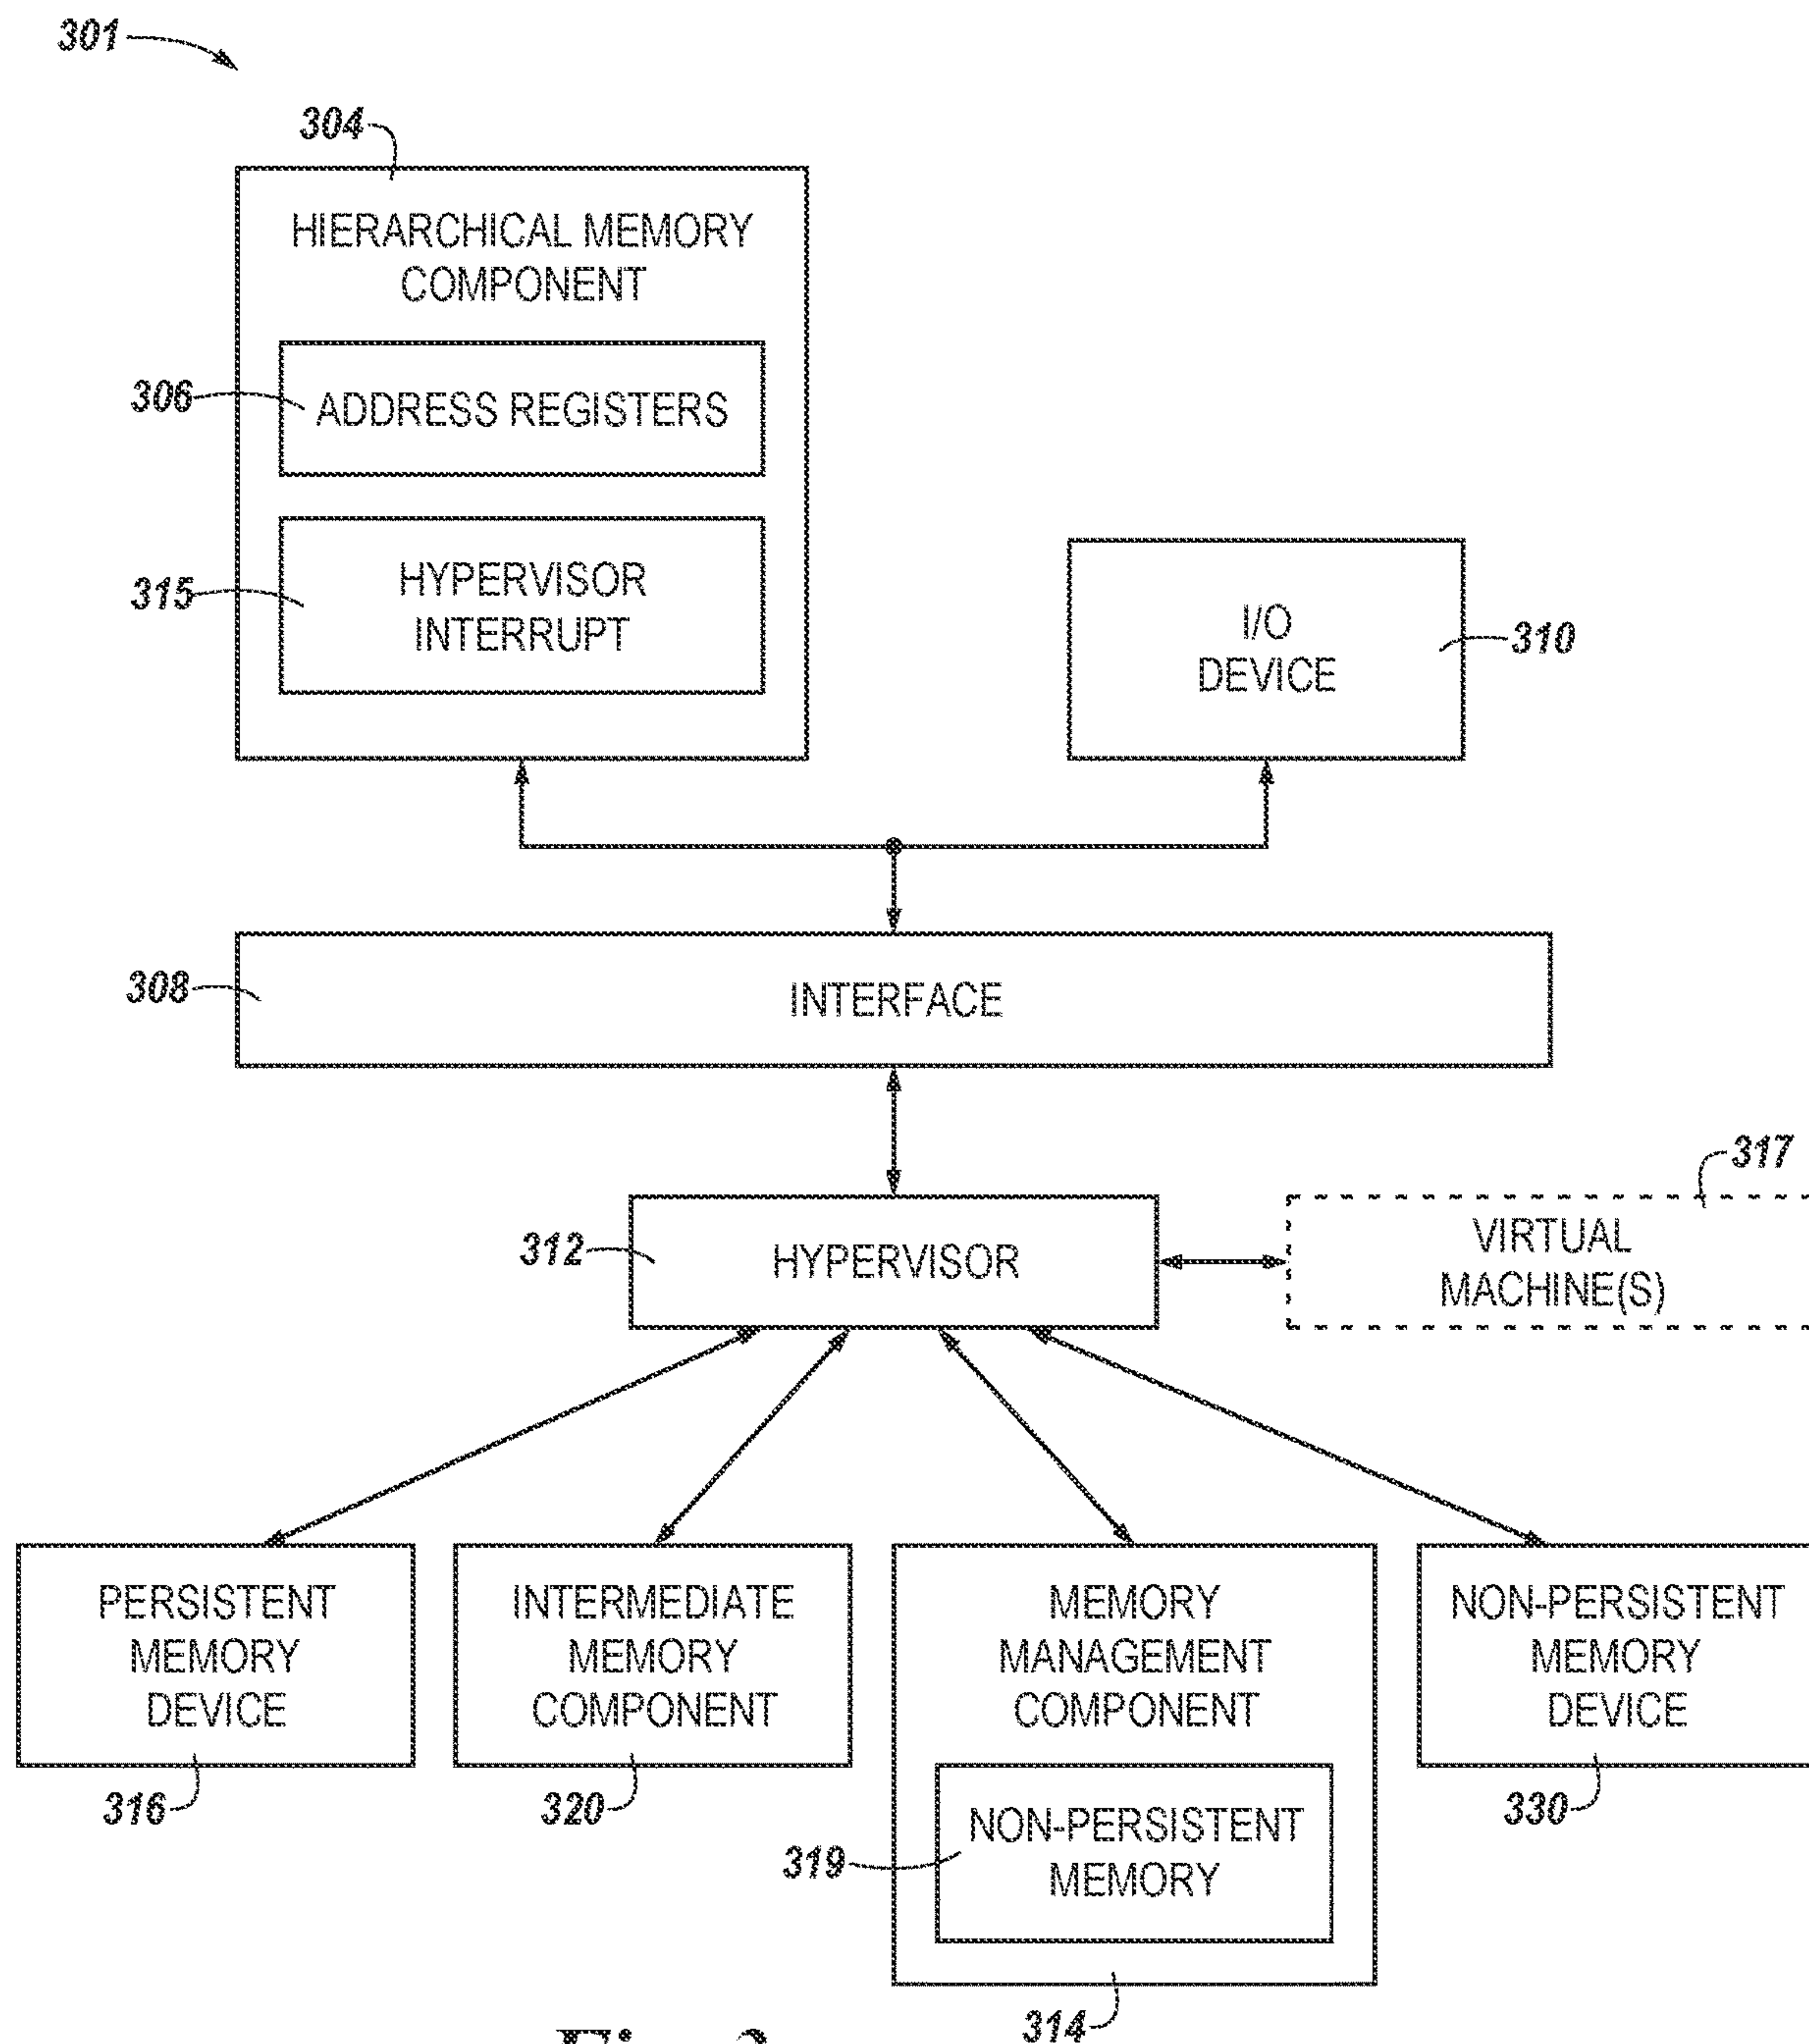 301
304
HIERARCHICAL MEMORY
COMPONENT
306
ADDRESS REGISTERS
315
HYPERVISOR
INTERRUPT
I/O
DEVICE
310
308
INTERFACE
317
312
HYPERVISOR
VIRTUAL
MACHINE(S)
PERSISTENT
MEMORY
DEVICE
316
INTERMEDIATE
MEMORY
COMPONENT
320
MEMORY
MANAGEMENT
COMPONENT
319
NON-PERSISTENT
MEMORY
314
NON-PERSISTENT
MEMORY
DEVICE
330